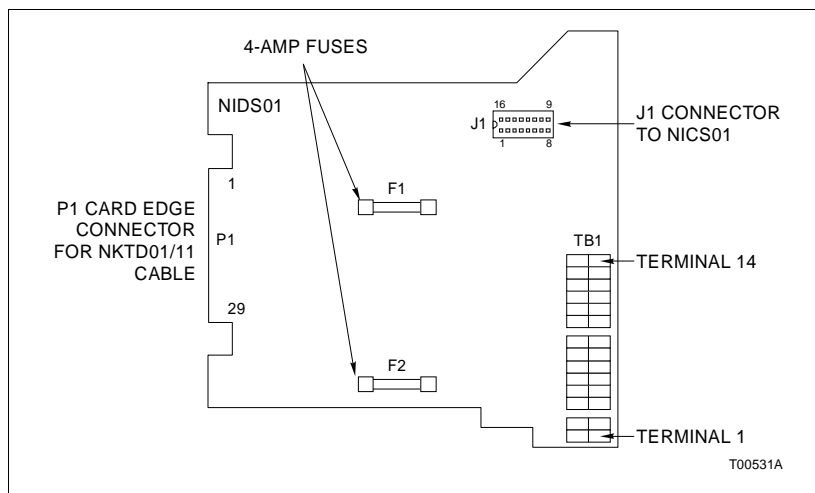 4-AMP FUSES
NIDS01
16 9
J1
1 8
J1 CONNECTOR
TO NICS01
1
F1
P1 CARD EDGE
CONNECTOR
FOR NKTD01/11
CABLE
P1
TB1
TERMINAL 14
29
F2
TERMINAL 1
T00531A